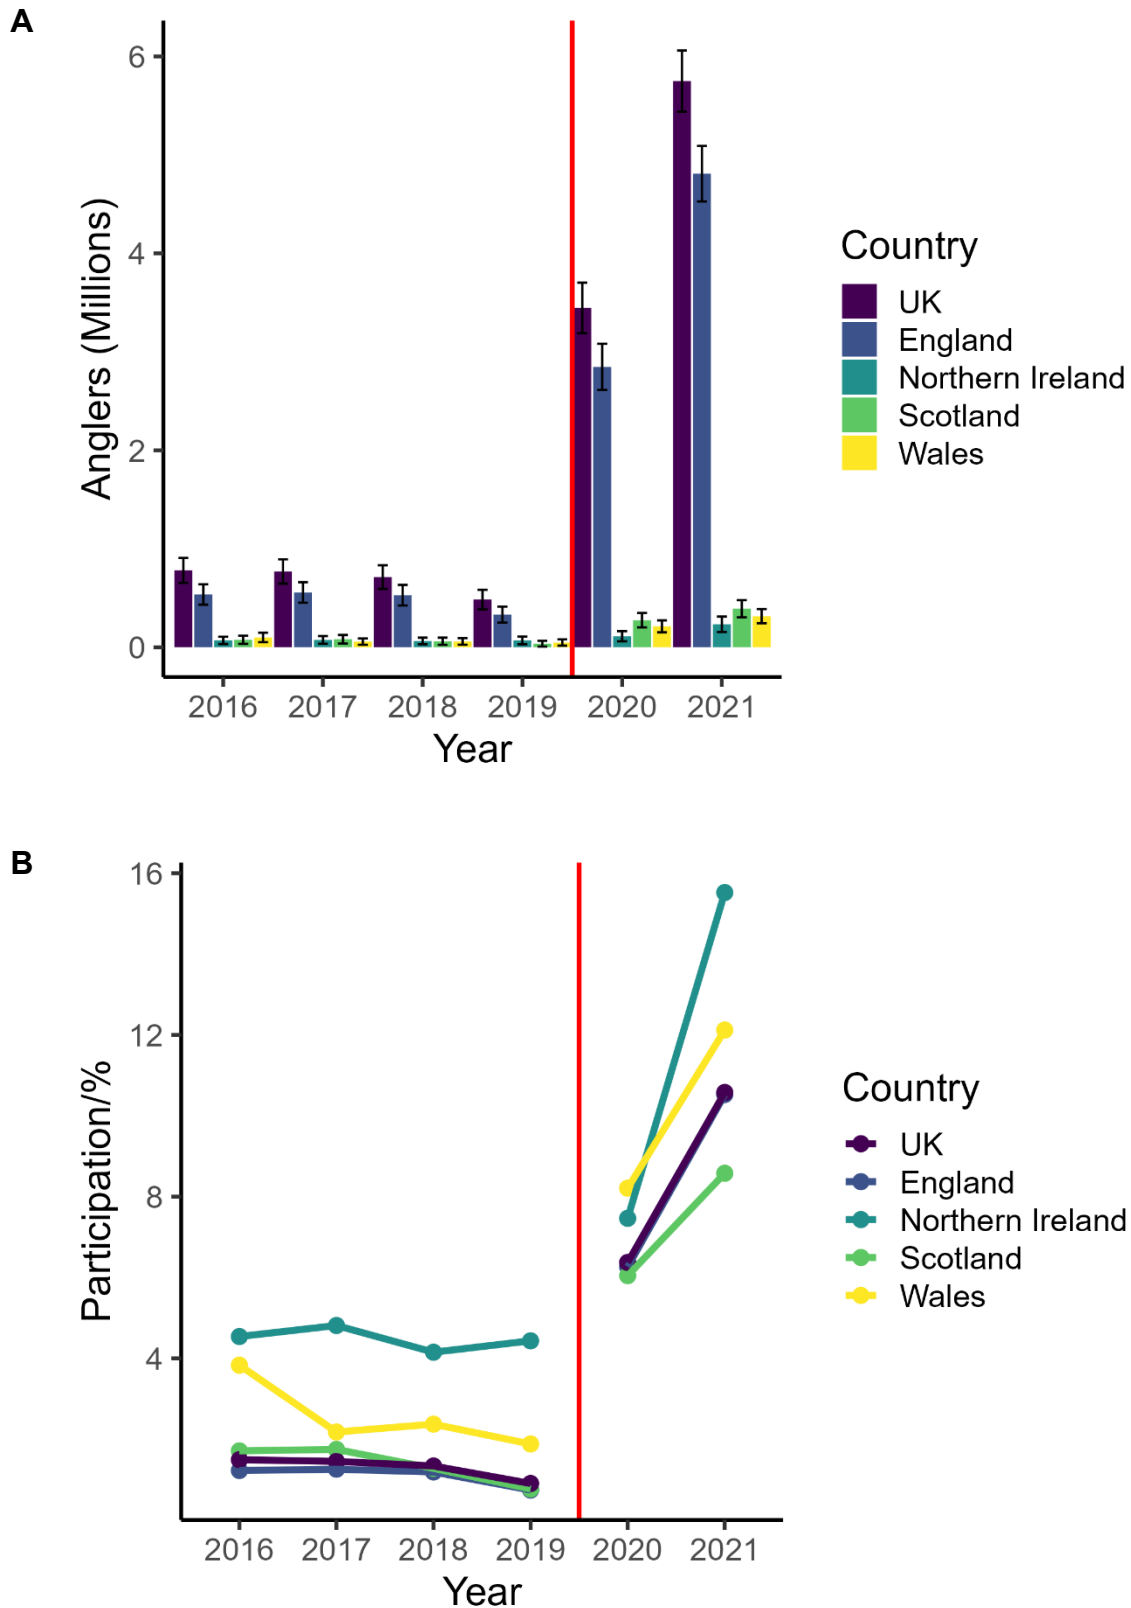 A
6
4
2
0
Anglers (Millions)
2016 2017 2018 2019 2020 2021
Year
Country
UK
England
Northern Ireland
Scotland
Wales
B
16
12
8
4
Participation/%
2016 2017 2018 2019 2020 2021
Year
Country
UK
England
Northern Ireland
Scotland
Wales